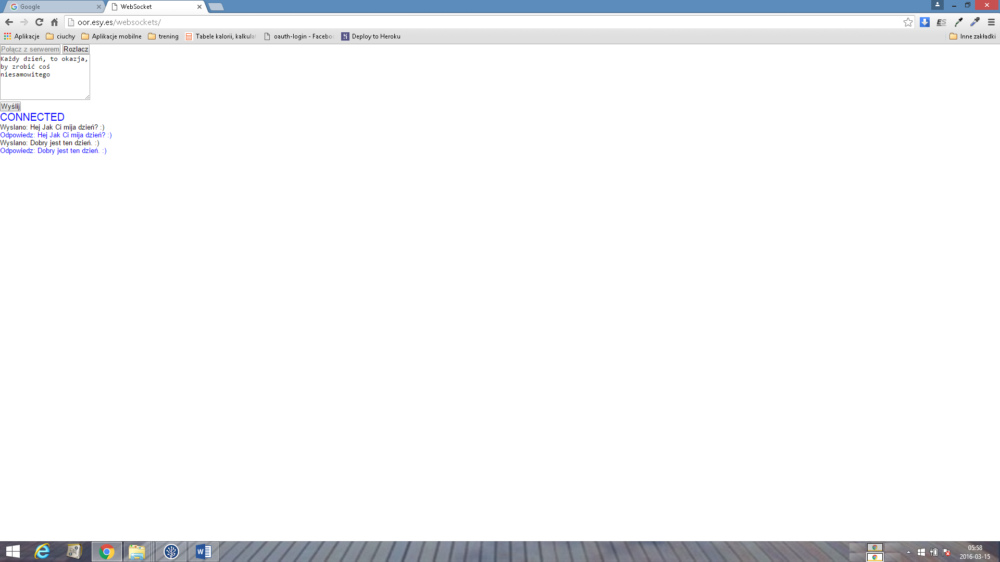 Google
WebSocket
oor.esy.es/websockets/
ES
Aplikacje
ciuchy
Aplikacje mobilne
trening
Tabele kalorii, kalkulat
oauth-login - Faceboo
Deploy to Heroku
Inne zakładki
Połącz z serwerem
Rozlacz
Każdy dzień, to okazja,
by zrobić coś
niesamowitego
Wyślij
CONNECTED
Wyslano: Hej Jak Ci mija dzień? :)
Odpowiedz: Hej Jak Ci mija dzień? :)
Wyslano: Dobry jest ten dzień. :)
Odpowiedz: Dobry jest ten dzień. :)
05:58
2016-03-15